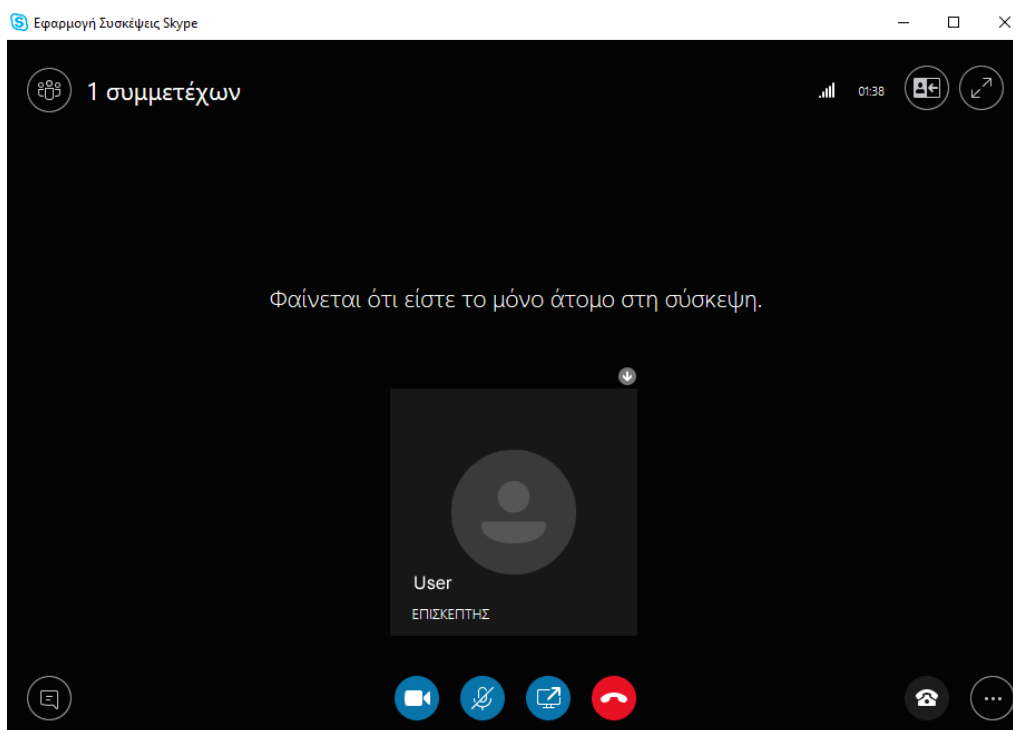 Εφαρμογή Συσκέψεις Skype
1 συμμετέχων
01:38
Φαίνεται ότι είστε το μόνο άτομο στη σύσκεψη.
User
ΕΠΙΣΚΕΠΤΗΣ